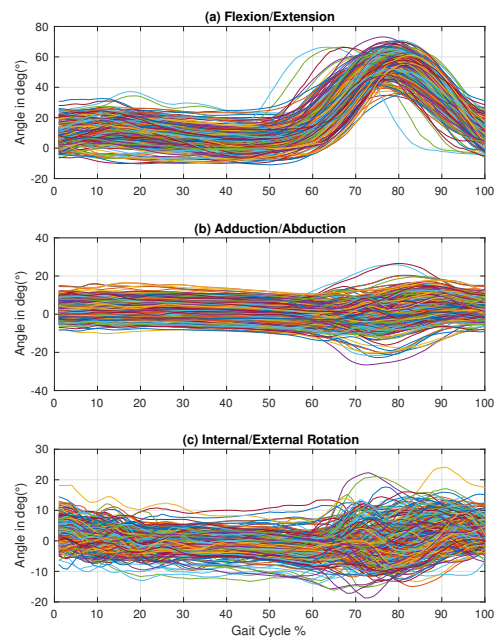 (a) Flexion/Extension
80
60
40
20
0
-20
Angle in deg(°)
0 10 20 30 40 50 60 70 80 90 100
(b) Adduction/Abduction
40
20
0
-20
-40
Angle in deg(°)
0 10 20 30 40 50 60 70 80 90 100
(c) Internal/External Rotation
30
20
10
0
-10
-20
Angle in deg(°)
0 10 20 30 40 50 60 70 80 90 100
Gait Cycle %